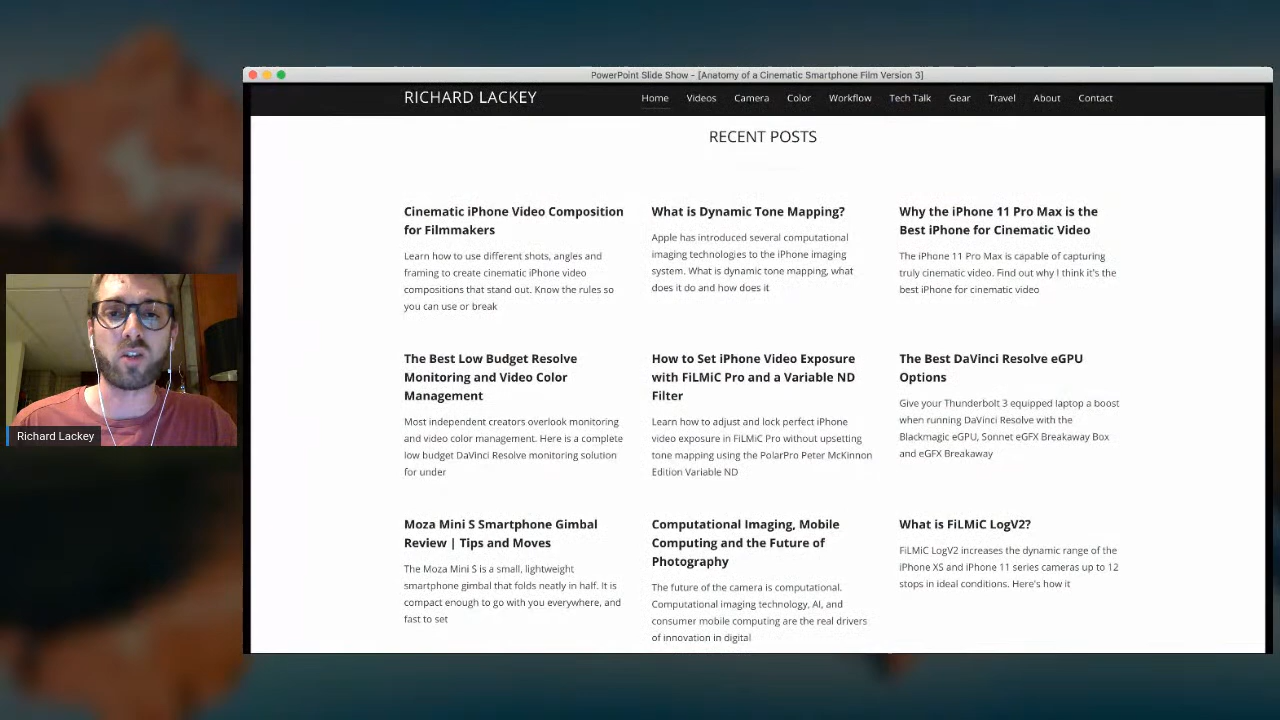 PowerPoint Slide Show - [Anatomy of a Cinematic Smartphone Film Version 3]
RICHARD LACKEY
Home Videos Camera Color Workflow Tech Talk Gear Travel About Contact
RECENT POSTS
Cinematic iPhone Video Composition
for Filmmakers
Learn how to use different shots, angles and
framing to create cinematic iPhone video
compositions that stand out. Know the rules so
you can use or break
What is Dynamic Tone Mapping?
Apple has introduced several computational
imaging technologies to the iPhone imaging
system. What is dynamic tone mapping, what
does it do and how does it
Why the iPhone 11 Pro Max is the
Best iPhone for Cinematic Video
The iPhone 11 Pro Max is capable of capturing
truly cinematic video. Find out why I think it's the
best iPhone for cinematic video
The Best Low Budget Resolve
Monitoring and Video Color
Management
Most independent creators overlook monitoring
and video color management. Here is a complete
low budget DaVinci Resolve monitoring solution
for under
How to Set iPhone Video Exposure
with FiLMiC Pro and a Variable ND
Filter
Learn how to adjust and lock perfect iPhone
video exposure in FiLMiC Pro without upsetting
tone mapping using the PolarPro Peter McKinnon
Edition Variable ND
The Best DaVinci Resolve eGPU
Options
Give your Thunderbolt 3 equipped laptop a boost
when running DaVinci Resolve with the
Blackmagic eGPU, Sonnet eGFX Breakaway Box
and eGFX Breakaway
Moza Mini S Smartphone Gimbal
Review | Tips and Moves
The Moza Mini S is a small, lightweight
smartphone gimbal that folds neatly in half. It is
compact enough to go with you everywhere, and
fast to set
Computational Imaging, Mobile
Computing and the Future of
Photography
The future of the camera is computational.
Computational imaging technology, AI, and
consumer mobile computing are the real drivers
of innovation in digital
What is FiLMiC LogV2?
FiLMiC LogV2 increases the dynamic range of the
iPhone XS and iPhone 11 series cameras up to 12
stops in ideal conditions. Here's how it
Richard Lackey